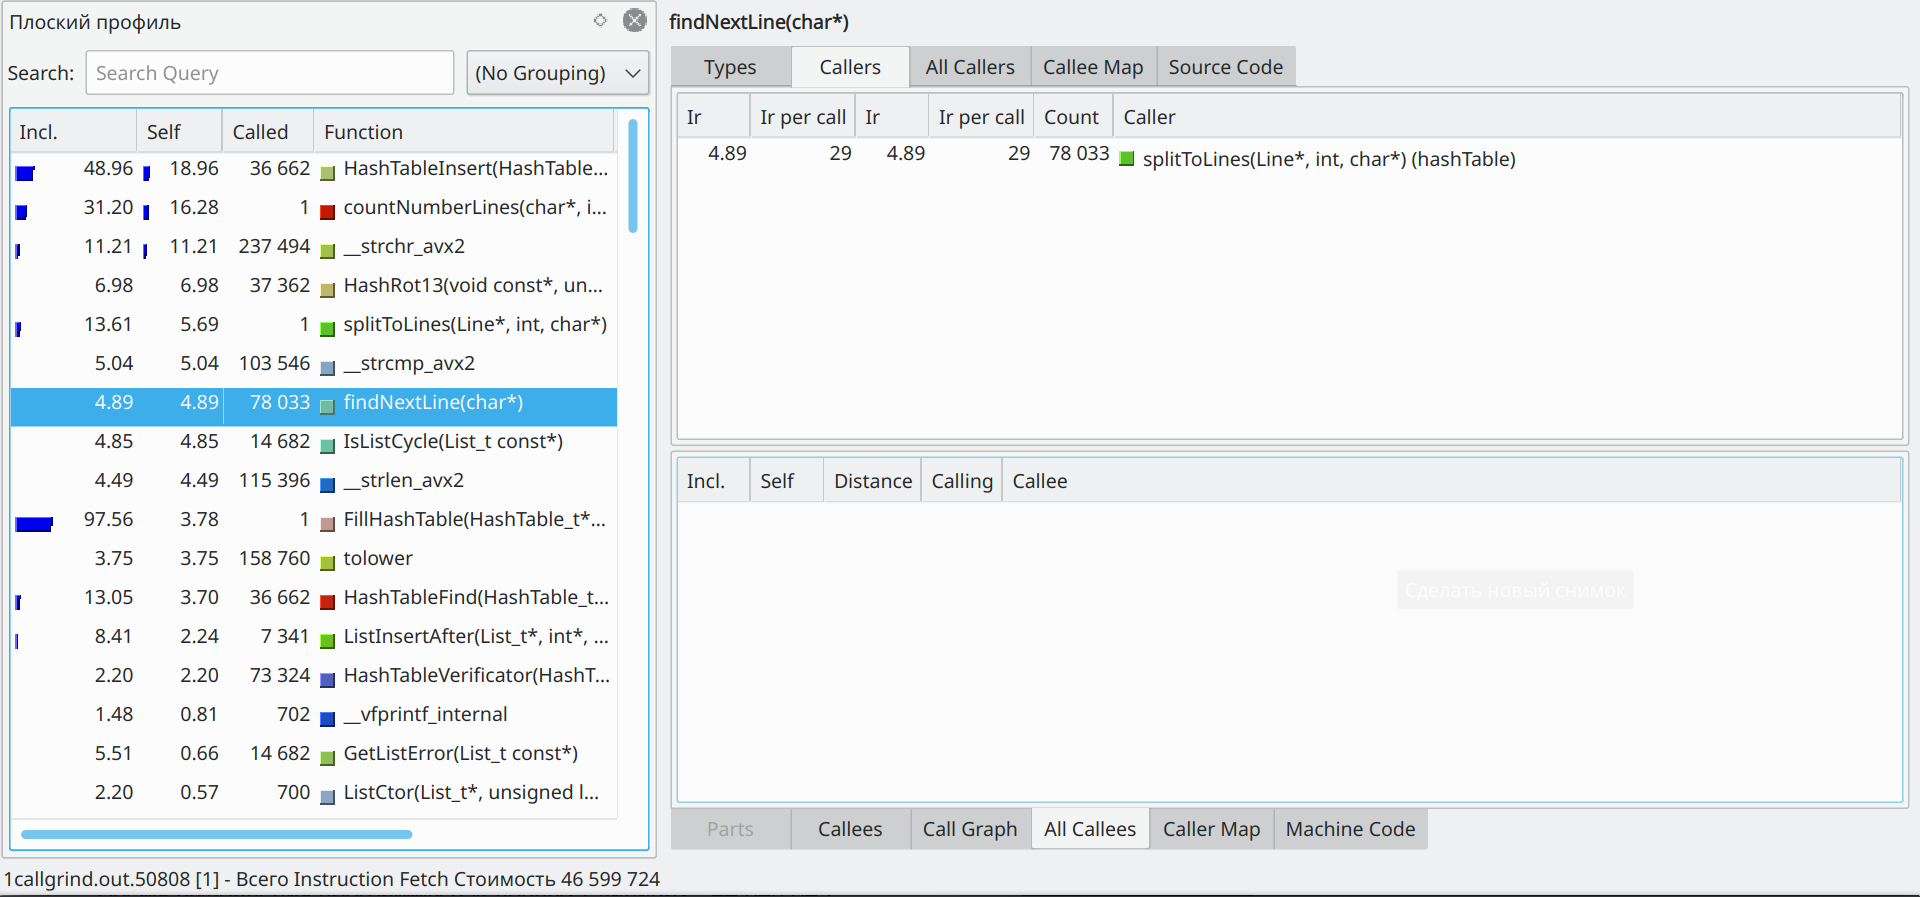 Плоский профиль
Search: Search Query (No Grouping)
Incl. Self Called Function
48.96 18.96 36 662 HashTableInsert(HashTable...
31.20 16.28 1 countNumberLines(char*, i...
11.21 11.21 237 494 __strchr_avx2
6.98 6.98 37 362 HashRot13(void const*, un...
13.61 5.69 1 splitToLines(Line*, int, char*)
5.04 5.04 103 546 __strcmp_avx2
4.89 4.89 78 033 findNextLine(char*)
4.85 4.85 14 682 IsListCycle(List_t const*)
4.49 4.49 115 396 __strlen_avx2
97.56 3.78 1 FillHashTable(HashTable_t*...
3.75 3.75 158 760 tolower
13.05 3.70 36 662 HashTableFind(HashTable_t...
8.41 2.24 7 341 ListInsertAfter(List_t*, int*, ...
2.20 2.20 73 324 HashTableVerificator(HashT...
1.48 0.81 702 __vfprintf_internal
5.51 0.66 14 682 GetListError(List_t const*)
2.20 0.57 700 ListCtor(List_t*, unsigned l...
findNextLine(char*)
Types Callers All Callers Callee Map Source Code
Ir Ir per call Ir Ir per call Count Caller
4.89 29 4.89 29 78 033 splitToLines(Line*, int, char*) (hashTable)
Incl. Self Distance Calling Callee
Сделать новый снимок
Parts Callees Call Graph All Callees Caller Map Machine Code
1callgrind.out.50808 [1] - Всего Instruction Fetch Стоимость 46 599 724